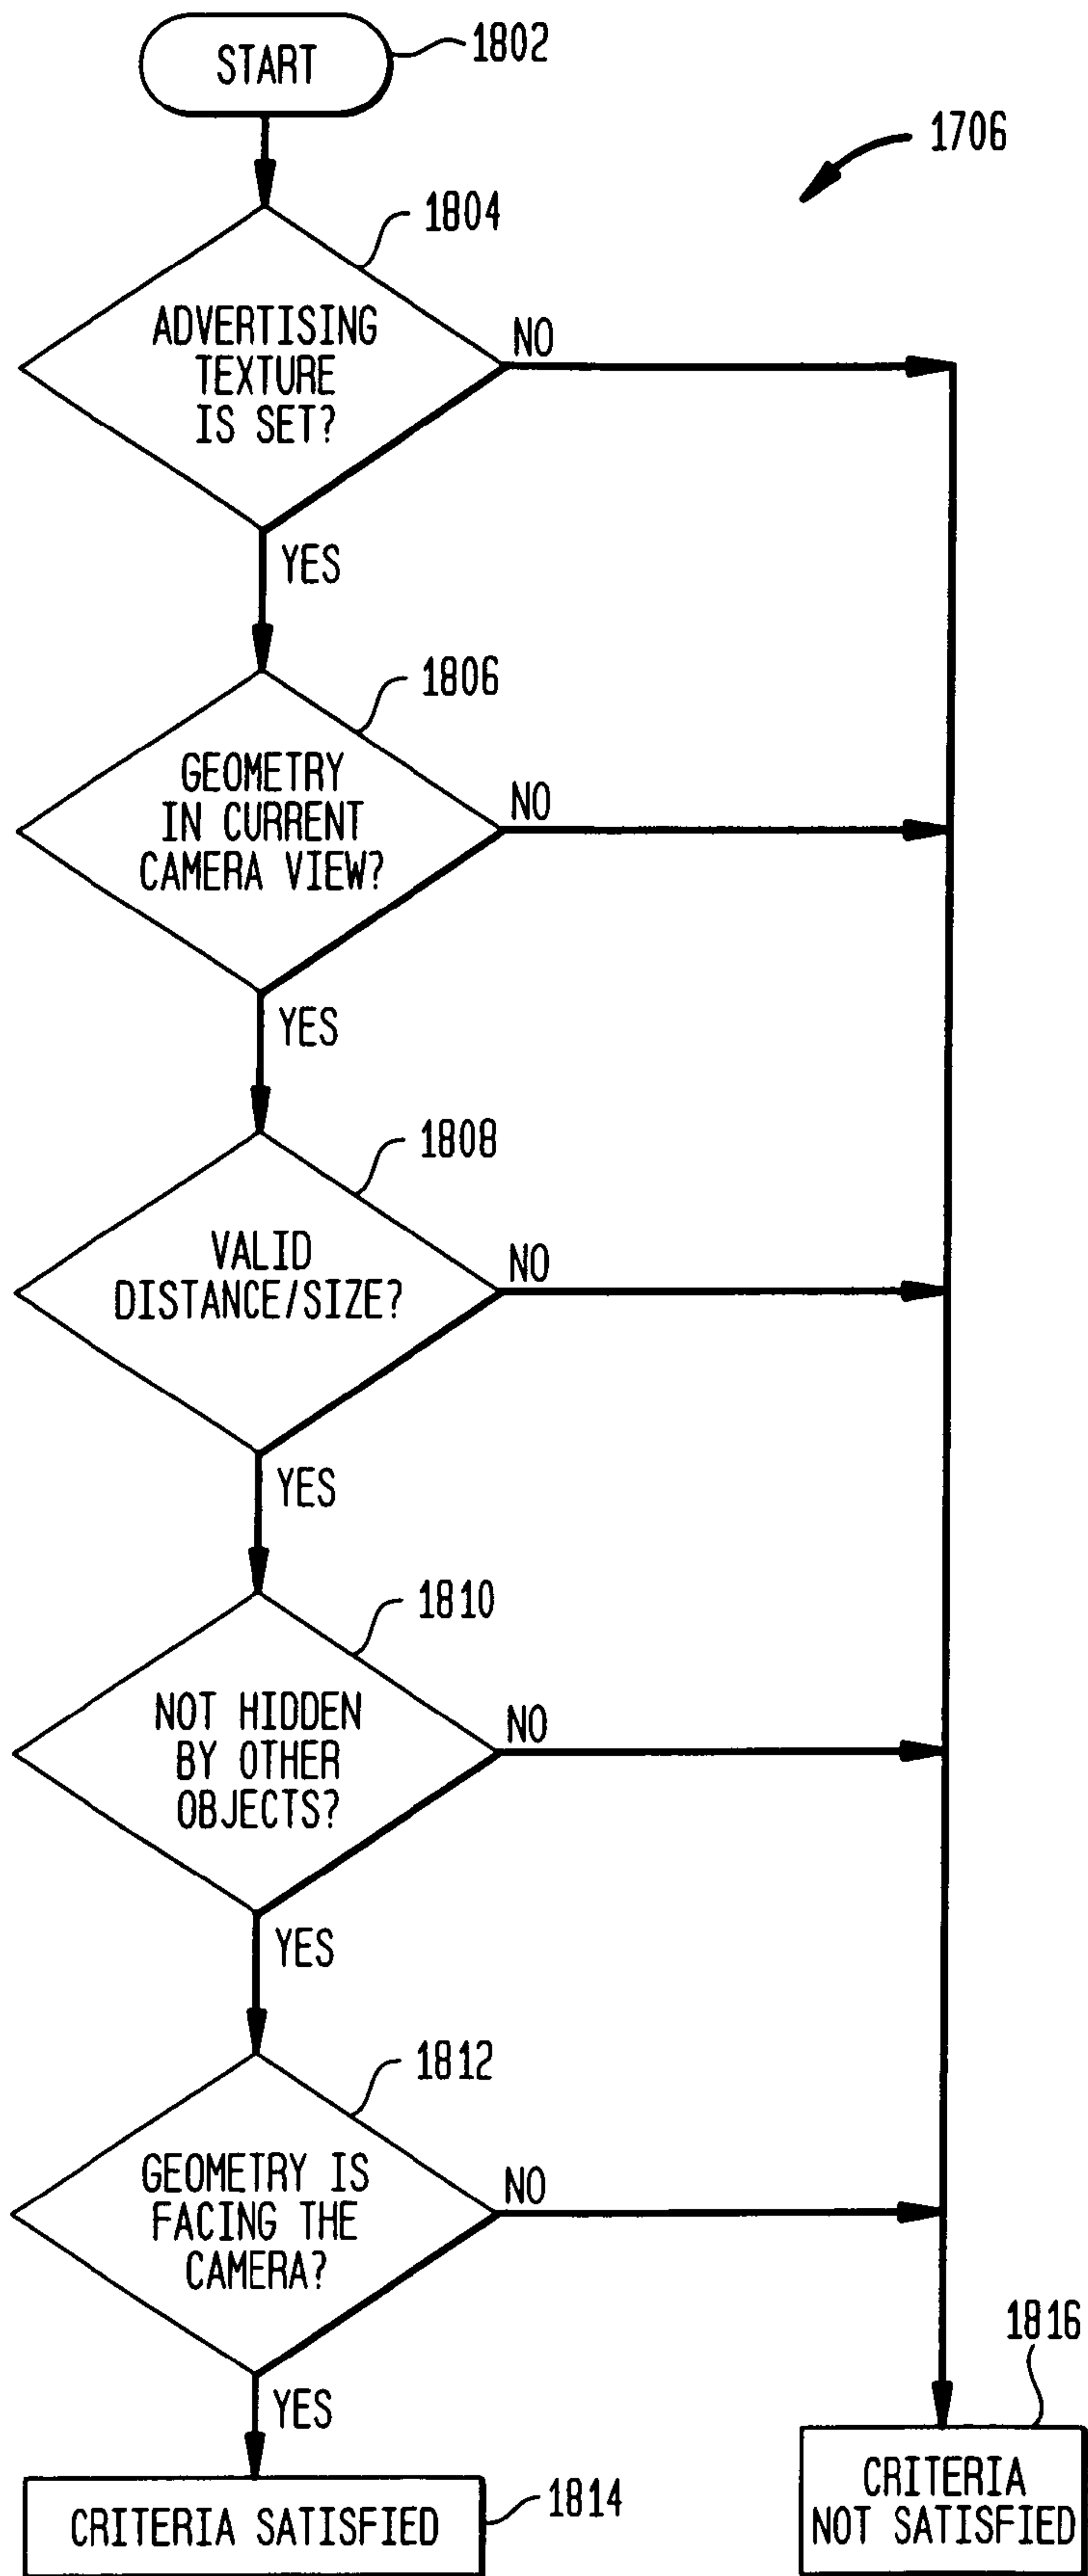 START
1802
1706
1804
ADVERTISING
TEXTURE
IS SET?
NO
YES
1806
GEOMETRY
IN CURRENT
CAMERA VIEW?
NO
YES
1808
VALID
DISTANCE/SIZE?
NO
YES
1810
NOT HIDDEN
BY OTHER
OBJECTS?
NO
YES
1812
GEOMETRY IS
FACING THE
CAMERA?
NO
YES
CRITERIA SATISFIED
1814
1816
CRITERIA
NOT SATISFIED